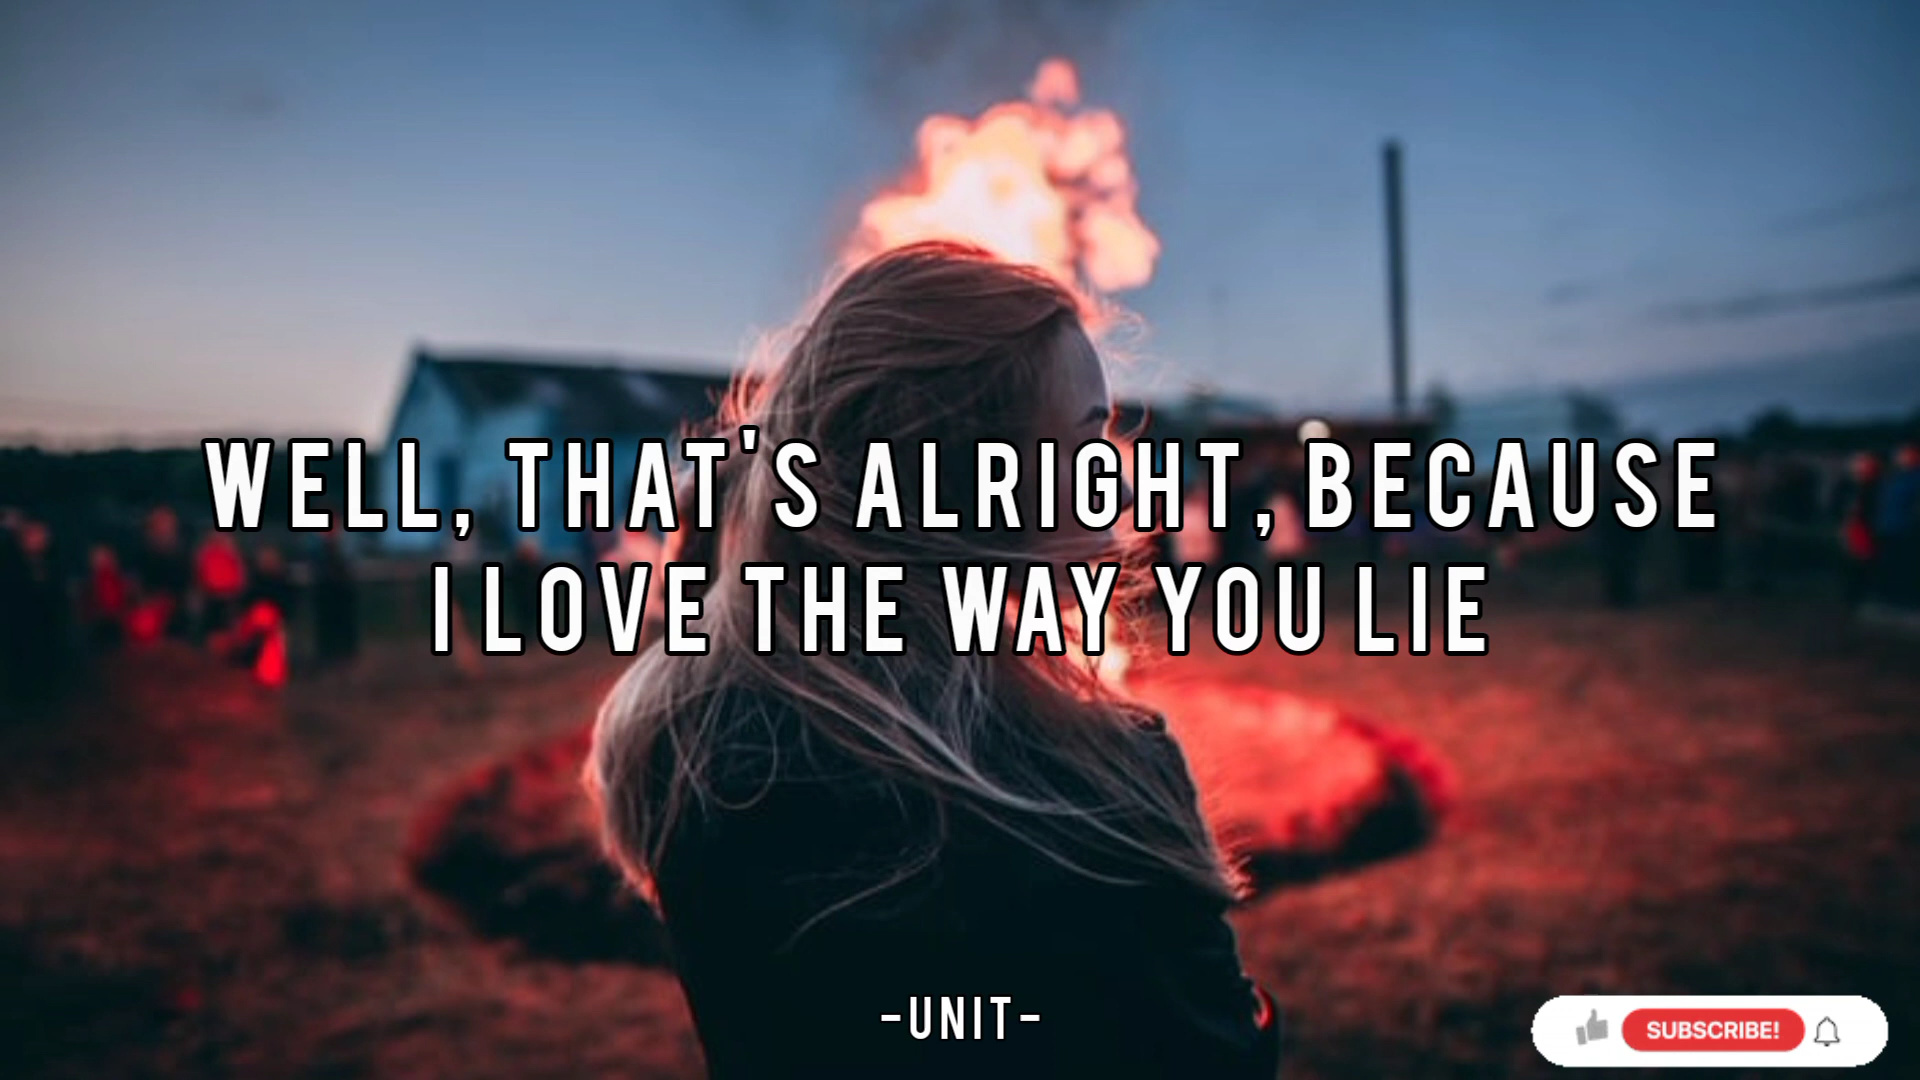 WELL, THAT'S ALRIGHT, BECAUSE
I LOVE THE WAY YOU LIE
-UNIT-
SUBSCRIBE!